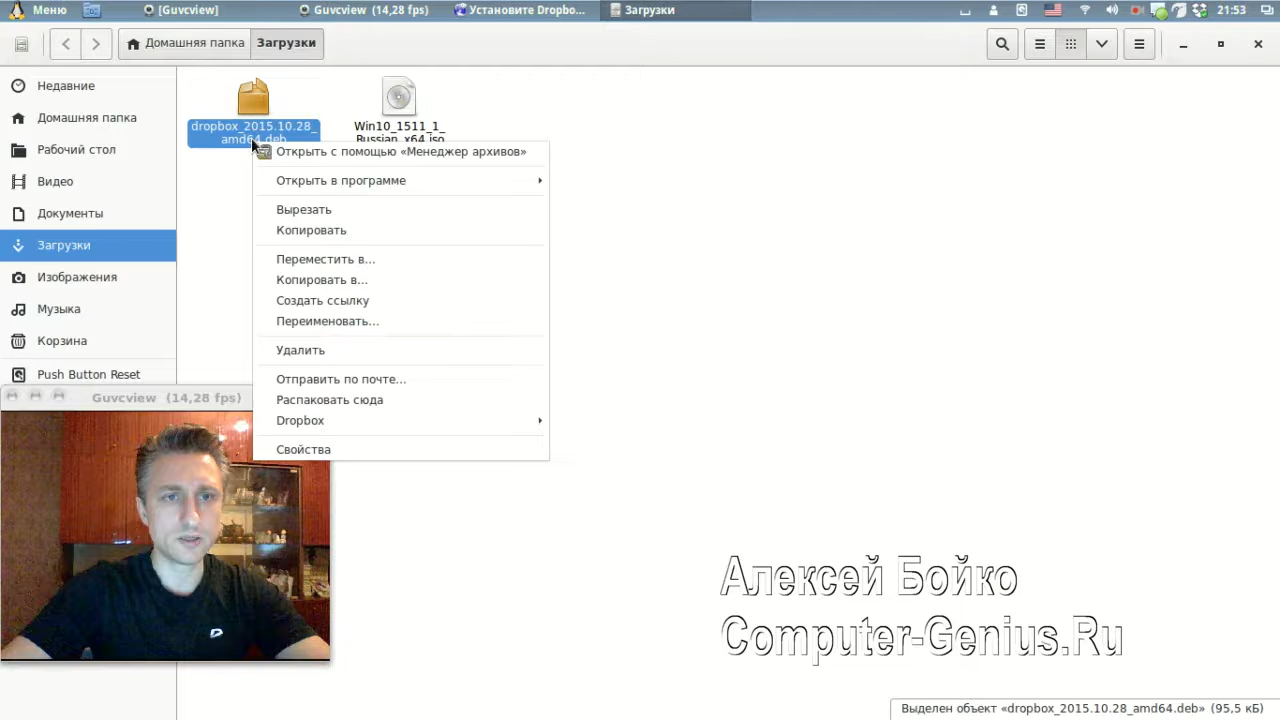 Меню
[Guvcview]
Guvcview (14,28 fps)
Установите Dropbo...
Загрузки
21:53
Домашняя папка
Загрузки
Недавние
Домашняя папка
Рабочий стол
Видео
Документы
Загрузки
Изображения
Музыка
Корзина
Push Button Reset
dropbox_2015.10.28_
amd64.deb
Win10_1511_1_
Russian_x64.iso
Открыть с помощью «Менеджер архивов»
Открыть в программе
Вырезать
Копировать
Переместить в...
Копировать в...
Создать ссылку
Переименовать...
Удалить
Отправить по почте...
Распаковать сюда
Dropbox
Свойства
Guvcview (14,28 fps)
Алексей Бойко
Computer-Genius.Ru
Выделен объект «dropbox_2015.10.28_amd64.deb» (95,5 кБ)